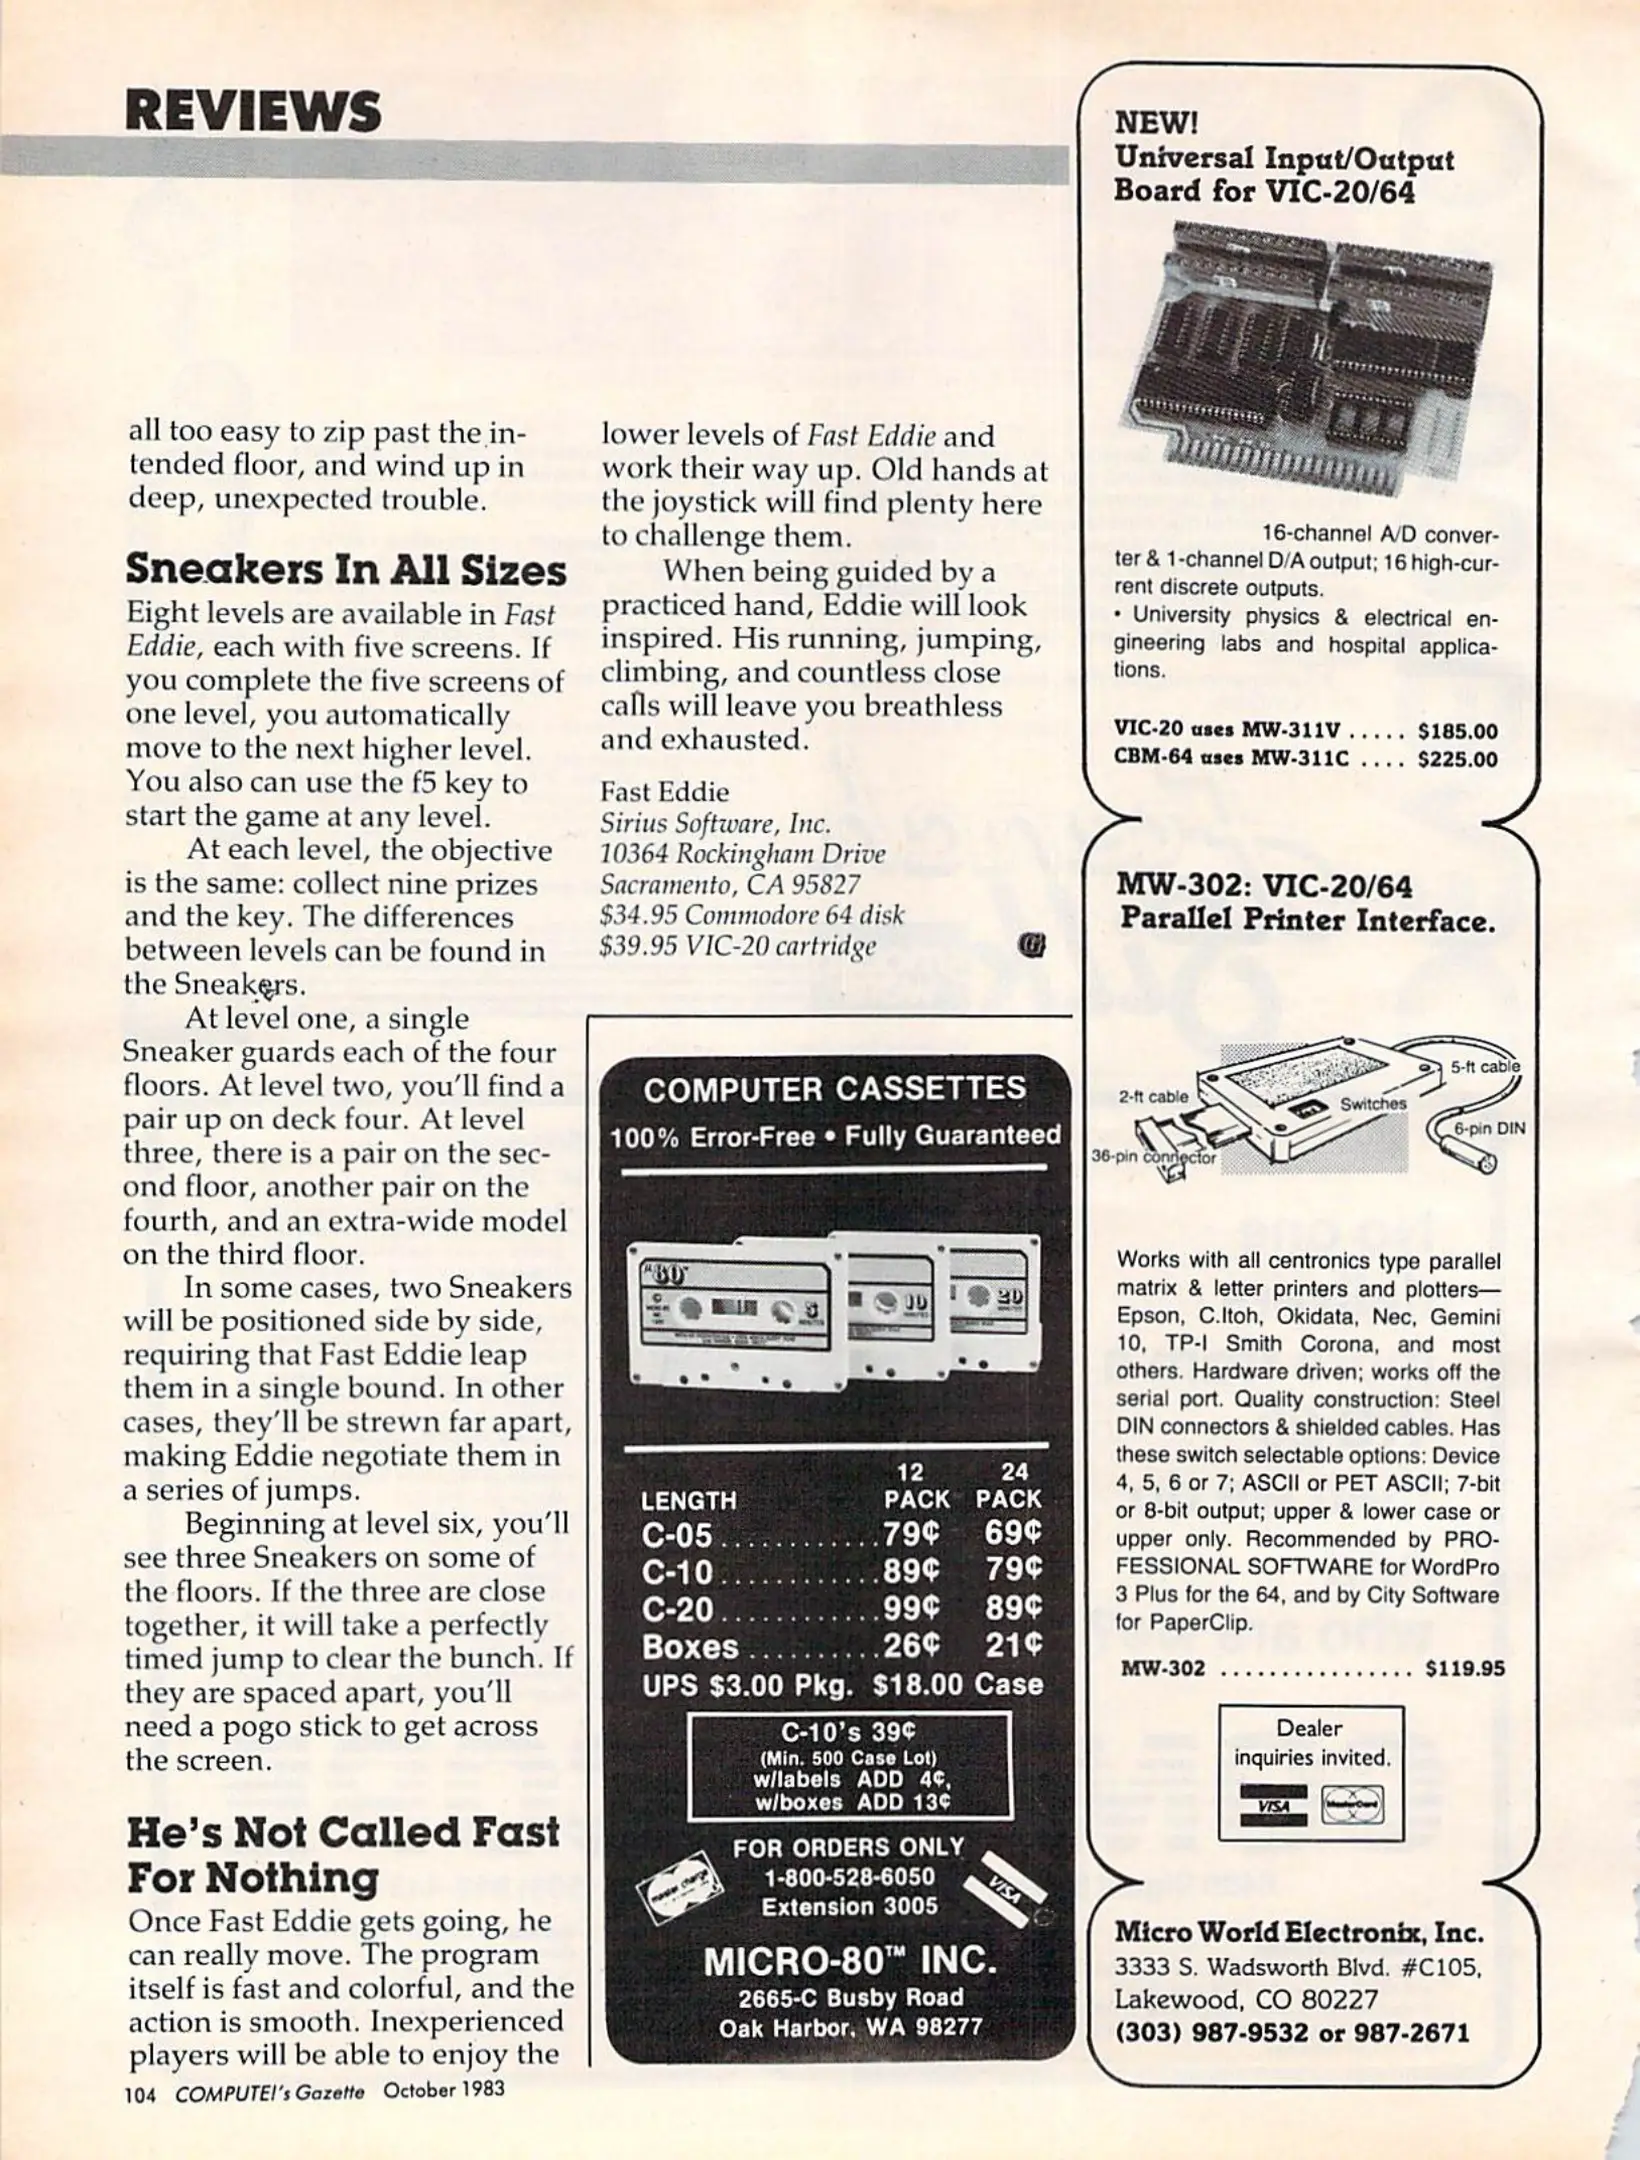 REVIEWS
all too easy to zip past the in-
tended floor, and wind up in
deep, unexpected trouble.
Sneakers In All Sizes
Eight levels are available in Fast
Eddie, each with five screens. If
you complete the five screens of
one level, you automatically
move to the next higher level.
You also can use the f5 key to
start the game at any level.
At each level, the objective
is the same: collect nine prizes
and the key. The differences
between levels can be found in
the Sneakers.
At level one, a single
Sneaker guards each of the four
floors. At level two, you'll find a
pair up on deck four. At level
three, there is a pair on the sec-
ond floor, another pair on the
fourth, and an extra-wide model
on the third floor.
In some cases, two Sneakers
will be positioned side by side,
requiring that Fast Eddie leap
them in a single bound. In other
cases, they'll be strewn far apart,
making Eddie negotiate them in
a series of jumps.
Beginning at level six, you'll
see three Sneakers on some of
the floors. If the three are close
together, it will take a perfectly
timed jump to clear the bunch. If
they are spaced apart, you'll
need a pogo stick to get across
the screen.
He's Not Called Fast
For Nothing
Once Fast Eddie gets going, he
can really move. The program
itself is fast and colorful, and the
action is smooth. Inexperienced
players will be able to enjoy the
lower levels of Fast Eddie and
work their way up. Old hands at
the joystick will find plenty here
to challenge them.
When being guided by a
practiced hand, Eddie will look
inspired. His running, jumping,
climbing, and countless close
calls will leave you breathless
and exhausted.
Fast Eddie
Sirius Software, Inc.
10364 Rockingham Drive
Sacramento, CA 95827
$34.95 Commodore 64 disk
$39.95 VIC-20 cartridge
G
COMPUTER CASSETTES
100% Error-Free • Fully Guaranteed
"80"
5
10
MINUTES
20
MINUTES
12 24
LENGTH PACK PACK
C-05............79¢ 69¢
C-10............89¢ 79¢
C-20............99¢ 89¢
Boxes..........26¢ 21¢
UPS $3.00 Pkg. $18.00 Case
C-10's 39¢
(Min. 500 Case Lot)
w/labels ADD 4¢,
w/boxes ADD 13¢
FOR ORDERS ONLY
1-800-528-6050
Extension 3005
master charge
VISA
MICRO-80™ INC.
2665-C Busby Road
Oak Harbor, WA 98277
NEW!
Universal Input/Output
Board for VIC-20/64
16-channel A/D conver-
ter & 1-channel D/A output; 16 high-cur-
rent discrete outputs.
• University physics & electrical en-
gineering labs and hospital applica-
tions.
VIC-20 uses MW-311V ..... $185.00
CBM-64 uses MW-311C .... $225.00
MW-302: VIC-20/64
Parallel Printer Interface.
5-ft cable
2-ft cable
Switches
6-pin DIN
36-pin connector
Works with all centronics type parallel
matrix & letter printers and plotters—
Epson, C.Itoh, Okidata, Nec, Gemini
10, TP-I Smith Corona, and most
others. Hardware driven; works off the
serial port. Quality construction: Steel
DIN connectors & shielded cables. Has
these switch selectable options: Device
4, 5, 6 or 7; ASCII or PET ASCII; 7-bit
or 8-bit output; upper & lower case or
upper only. Recommended by PRO-
FESSIONAL SOFTWARE for WordPro
3 Plus for the 64, and by City Software
for PaperClip.
MW-302 ................ $119.95
Dealer
inquiries invited.
VISA MasterCard
Micro World Electronix, Inc.
3333 S. Wadsworth Blvd. #C105,
Lakewood, CO 80227
(303) 987-9532 or 987-2671
104 COMPUTE!'s Gazette October 1983